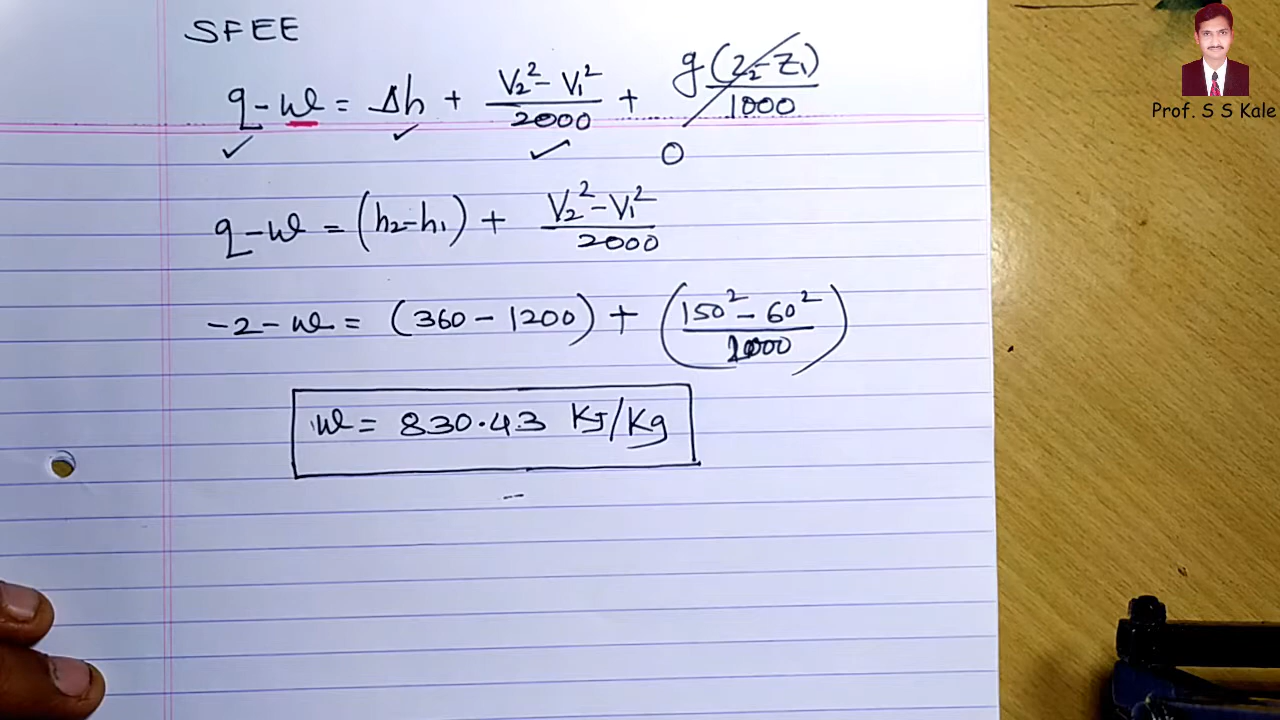 SFEE
q - w = Δh + (V₂² - V₁²)/2000 + g(Z₂ - Z₁)/1000
0
q - w = (h₂ - h₁) + (V₂² - V₁²)/2000
-2 - w = (360 - 1200) + (150² - 60²)/2000
w = 830.43 KJ/Kg
Prof. S S Kale